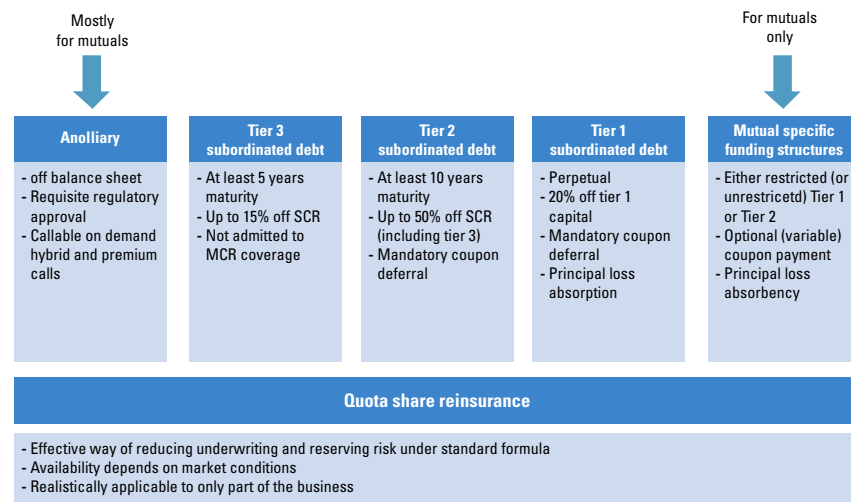 Mostly
for mutuals
For mutuals
only
Anolliary
- off balance sheet
- Requisite regulatory
approval
- Callable on demand
hybrid and premium
calls
Tier 3
subordinated debt
- At least 5 years
maturity
- Up to 15% off SCR
- Not admitted to
MCR coverage
Tier 2
subordinated debt
- At least 10 years
maturity
- Up to 50% off SCR
(including tier 3)
- Mandatory coupon
deferral
Tier 1
subordinated debt
- Perpetual
- 20% off tier 1
capital
- Mandatory coupon
deferral
- Principal loss
absorption
Mutual specific
funding structures
- Either restricted (or
unrestricetd) Tier 1
or Tier 2
- Optional (variable)
coupon payment
- Principal loss
absorbency
Quota share reinsurance
- Effective way of reducing underwriting and reserving risk under standard formula
- Availability depends on market conditions
- Realistically applicable to only part of the business